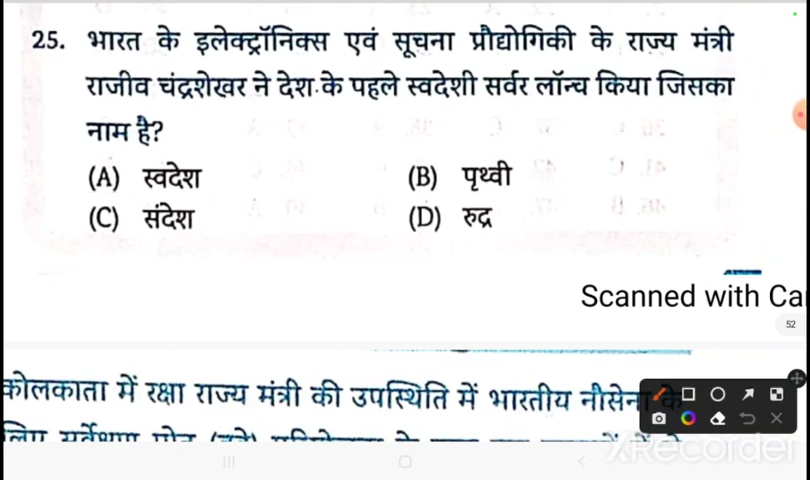 25. भारत के इलेक्ट्रॉनिक्स एवं सूचना प्रौद्योगिकी के राज्य मंत्री
राजीव चंद्रशेखर ने देश के पहले स्वदेशी सर्वर लॉन्च किया जिसका
नाम है?
(A) स्वदेश (B) पृथ्वी
(C) संदेश (D) रुद्र
Scanned with Ca
52
कोलकाता में रक्षा राज्य मंत्री की उपस्थिति में भारतीय नौसेना के
XRecorder